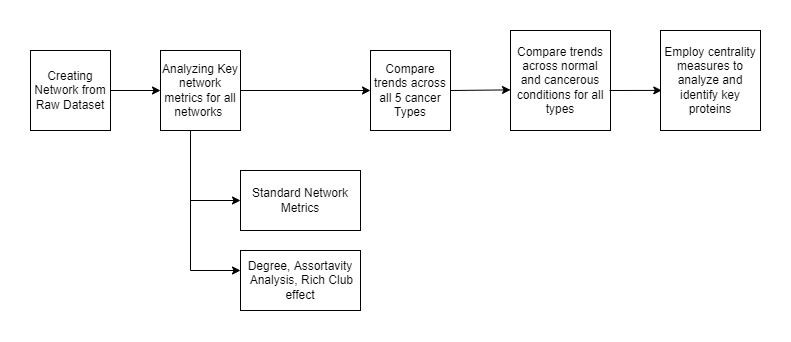 Creating
Network from
Raw Dataset
Analyzing Key
network
metrics for all
networks
Compare
trends across
all 5 cancer
Types
Compare trends
across normal
and cancerous
conditions for all
types
Employ centrality
measures to
analyze and
identify key
proteins
Standard Network
Metrics
Degree, Assortavity
Analysis, Rich Club
effect